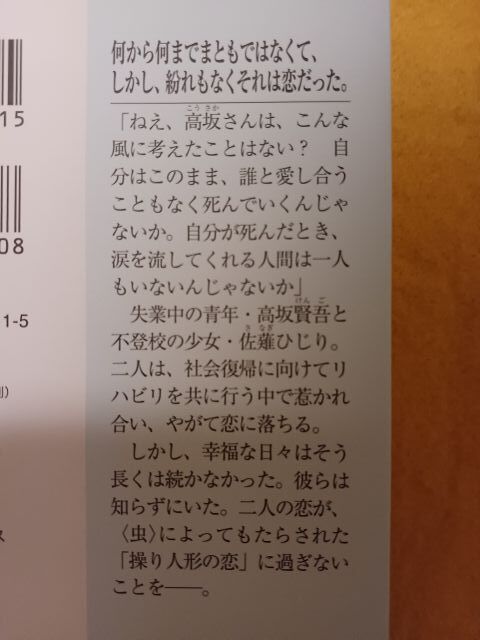 何から何までまともではなくて、
しかし、紛れもなくそれは恋だった。
「ねえ、高坂さんは、こんな
風に考えたことはない？　自
分はこのまま、誰と愛し合う
こともなく死んでいくんじゃ
ないか。自分が死んだとき、
涙を流してくれる人間は一人
もいないんじゃないか」
　失業中の青年・高坂賢吾と
不登校の少女・佐薙ひじり。
二人は、社会復帰に向けてリ
ハビリを共に行う中で惹かれ
合い、やがて恋に落ちる。
　しかし、幸福な日々はそう
長くは続かなかった。彼らは
知らずにいた。二人の恋が、
〈虫〉によってもたらされた
「操り人形の恋」に過ぎない
ことを――。
15
08
1-5